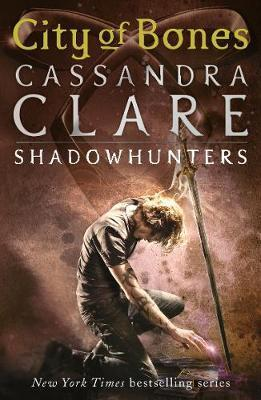 City of Bones
CASSANDRA
CLARE
SHADOWHUNTERS
New York Times bestselling series